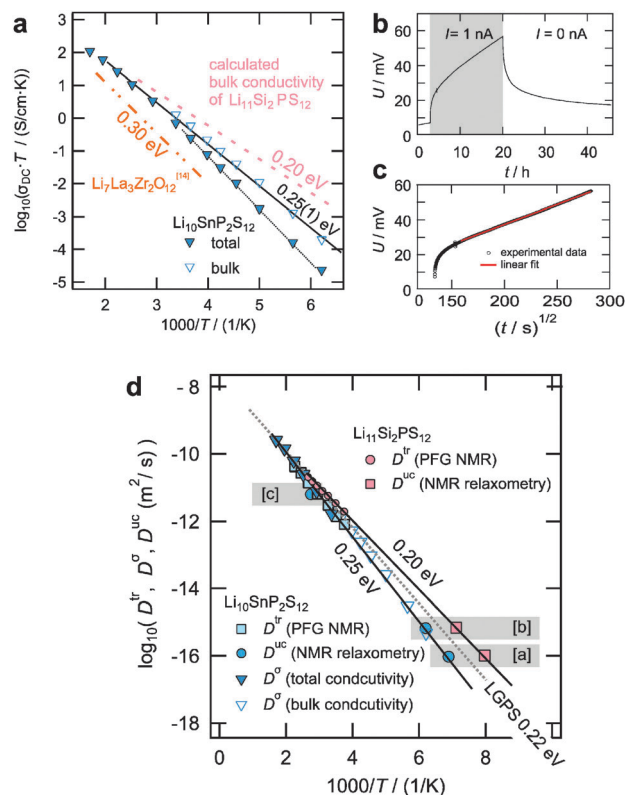 a
log10(σDC·T / (S/cm·K)
3
2
1
0
-1
-2
-3
-4
-5
2
3
4
5
6
1000/T / (1/K)
calculated
bulk conductivity
of Li11Si2PS12
0.20 eV
0.30 eV
Li7La3Zr2O12[14]
0.25(1) eV
Li10SnP2S12
total
bulk
b
U / mV
60
40
20
0
I = 1 nA
I = 0 nA
0
10
20
30
40
t / h
c
U / mV
60
40
20
0
experimental data
linear fit
150
200
250
300
(t / s)1/2
d
log10(Dtr, Dσ, Duc (m2/s)
- 8
-10
-12
-14
-16
-18
0
2
4
6
8
10
1000/T / (1/K)
Li11Si2PS12
Dtr (PFG NMR)
Duc (NMR relaxometry)
[c]
0.20 eV
0.25 eV
[b]
[a]
LGPS 0.22 eV
Li10SnP2S12
Dtr (PFG NMR)
Duc (NMR relaxometry)
Dσ (total condcutivity)
Dσ (bulk condcutivity)